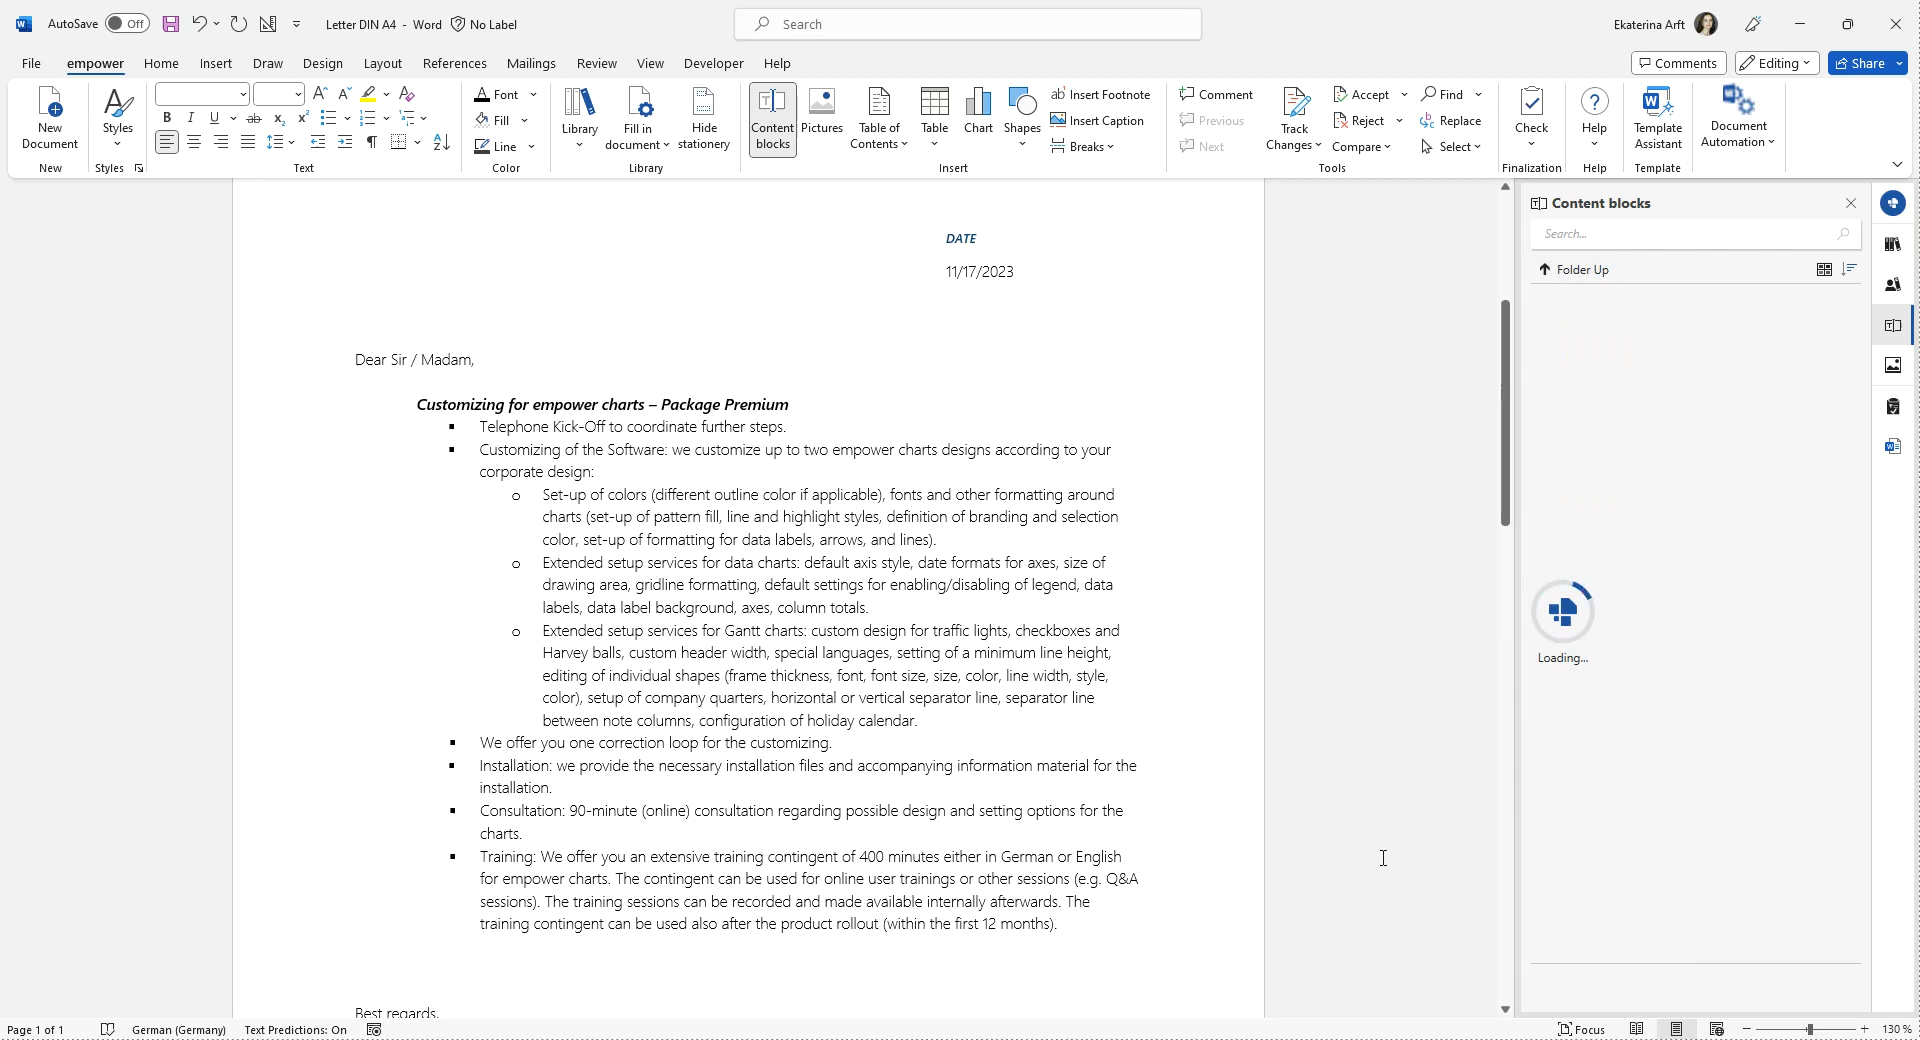 AutoSave Off Letter DIN A4 - Word No Label Search Ekaterina Arft
File empower Home Insert Draw Design Layout References Mailings Review View Developer Help Comments Editing Share
New Document
New
Styles
Styles
B I U ab x₂ x² A
Text
Font
Fill
Line
Color
Library
Fill in document
Hide stationery
Library
Content blocks
Pictures
Table of Contents
Table
Chart
Shapes
Insert Footnote
Insert Caption
Breaks
Insert
Comment
Previous
Next
Track Changes
Accept
Reject
Compare
Find
Replace
Select
Tools
Check
Finalization
Help
Help
Template Assistant
Template
Document Automation
DATE
11/17/2023
Dear Sir / Madam,
Customizing for empower charts – Package Premium
▪ Telephone Kick-Off to coordinate further steps.
▪ Customizing of the Software: we customize up to two empower charts designs according to your
corporate design:
o Set-up of colors (different outline color if applicable), fonts and other formatting around
charts (set-up of pattern fill, line and highlight styles, definition of branding and selection
color, set-up of formatting for data labels, arrows, and lines).
o Extended setup services for data charts: default axis style, date formats for axes, size of
drawing area, gridline formatting, default settings for enabling/disabling of legend, data
labels, data label background, axes, column totals.
o Extended setup services for Gantt charts: custom design for traffic lights, checkboxes and
Harvey balls, custom header width, special languages, setting of a minimum line height,
editing of individual shapes (frame thickness, font, font size, size, color, line width, style,
color), setup of company quarters, horizontal or vertical separator line, separator line
between note columns, configuration of holiday calendar.
▪ We offer you one correction loop for the customizing.
▪ Installation: we provide the necessary installation files and accompanying information material for the
installation.
▪ Consultation: 90-minute (online) consultation regarding possible design and setting options for the
charts.
▪ Training: We offer you an extensive training contingent of 400 minutes either in German or English
for empower charts. The contingent can be used for online user trainings or other sessions (e.g. Q&A
sessions). The training sessions can be recorded and made available internally afterwards. The
training contingent can be used also after the product rollout (within the first 12 months).
Best regards,
Content blocks
Search...
Folder Up
Loading...
Page 1 of 1 German (Germany) Text Predictions: On Focus 130 %